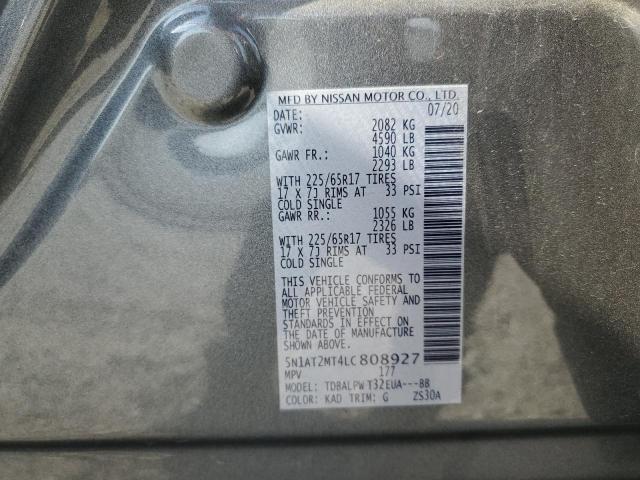 MFD BY NISSAN MOTOR CO., LTD.
DATE: 07/20
GVWR: 2082 KG
4590 LB
GAWR FR.: 1040 KG
2293 LB
WITH 225/65R17 TIRES
17 X 7J RIMS AT 33 PSI
COLD SINGLE
GAWR RR.: 1055 KG
2326 LB
WITH 225/65R17 TIRES
17 X 7J RIMS AT 33 PSI
COLD SINGLE
THIS VEHICLE CONFORMS TO
ALL APPLICABLE FEDERAL
MOTOR VEHICLE SAFETY AND
THEFT PREVENTION
STANDARDS IN EFFECT ON
THE DATE OF MANUFACTURE
SHOWN ABOVE.
5N1AT2MT4LC808927
MPV 177
MODEL: TDBALPW T32EUA---BB
COLOR: KAD TRIM: G ZS30A